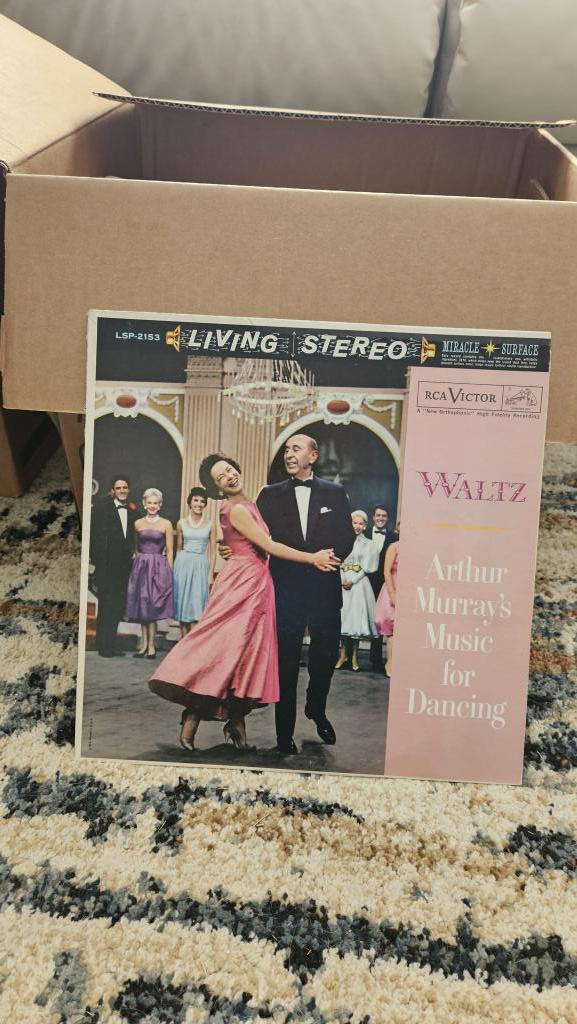 LSP-2153
LIVING STEREO
MIRACLE SURFACE
RCA VICTOR
A "New Orthophonic" High Fidelity Recording
WALTZ
Arthur
Murray's
Music
for
Dancing